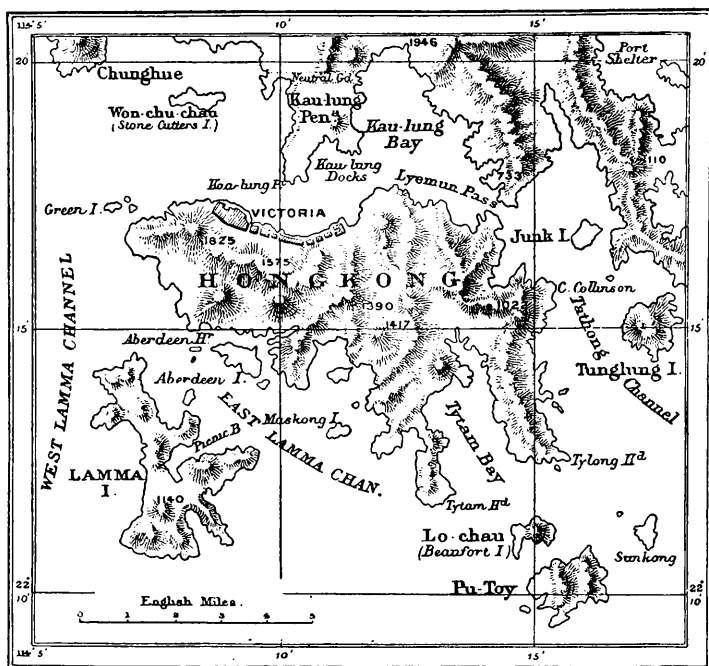 114° 5'
10'
15'
20'
20'
1946
Port
Shelter
Chunghue
Neutral Gd
Won-chu-chau
(Stone Cutters I.)
Kau-lung
Pena
Kau-lung
Bay
110
Kau lung
Docks
753
Lyemun Pass
Green I.
VICTORIA
Junk I.
1825
1575
HONGKONG
C. Collinson
WEST LAMMA CHANNEL
1390
1417
15'
15'
Tathong
Channel
Aberdeen Hr
Tunglung I.
Aberdeen I.
EAST LAMMA CHAN.
Maskong I.
Picnic B
Tytam
Bay
LAMMA
I.
Tylong Hd
1140
Tytam Hd
Lo-chau
(Beaufort I)
Sunkong
Pu-Toy
22°
10'
22°
10'
English Miles.
0 1 2 3 4 5
114° 5'
10'
15'